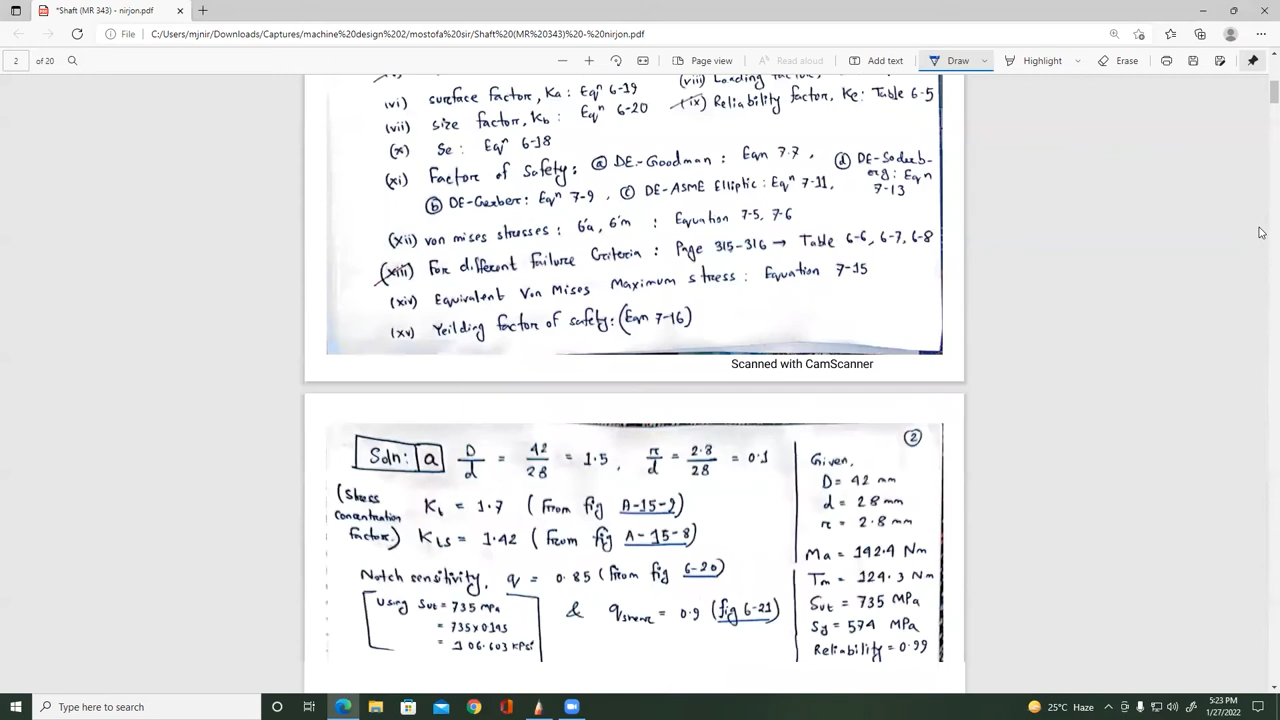 *Shaft (MR 343) - nirjon.pdf
File
C:/Users/mjnir/Downloads/Captures/machine%20design%202/mostofa%20sir/Shaft%20(MR%20343)%20-%20nirjon.pdf
2 of 20
Page view
Read aloud
Add text
Draw
Highlight
Erase
(viii) Loading factor,
(vi) surface factor, Ka : Eqn 6-19
(ix) Reliability factor, Ke: Table 6-5
(vii) size factor, Kb : Eqn 6-20
(x) Se: Eqn 6-18
(xi) Factor of Safety: (a) DE-Goodman : Eqn 7.7, (d) DE-Soderb-
erg: Eqn 7-13
(b) DE-Gerber: Eqn 7-9, (c) DE-ASME Elliptic: Eqn 7-11,
(xii) von mises stresses : 6'a, 6'm : Equation 7-5, 7-6
(xiii) For different Failure Criteria : Page 315-316 → Table 6-6, 6-7, 6-8
(xiv) Equivalent Von Mises Maximum stress: Equation 7-15
(xv) Yeilding factor of safety: (Eqn 7-16)
Scanned with CamScanner
2
Soln: a D/d = 42/28 = 1.5, r/d = 2.8/28 = 0.1
(Stress concentration factor.)
Kt = 1.7 (From fig A-15-9)
Kts = 1.42 (From fig A-15-8)
Notch sensitivity, q = 0.85 (From fig 6-20)
& qshear = 0.9 (fig 6-21)
Using Sut = 735 MPa
= 735x0.145
= 106.603 KPsi
Given,
D = 42 mm
d = 28 mm
r = 2.8 mm
Ma = 142.4 Nm
Tm = 124.3 Nm
Sut = 735 MPa
Sy = 574 MPa
Reliability = 0.99
Type here to search
25°C Haze
5:23 PM
1/27/2022